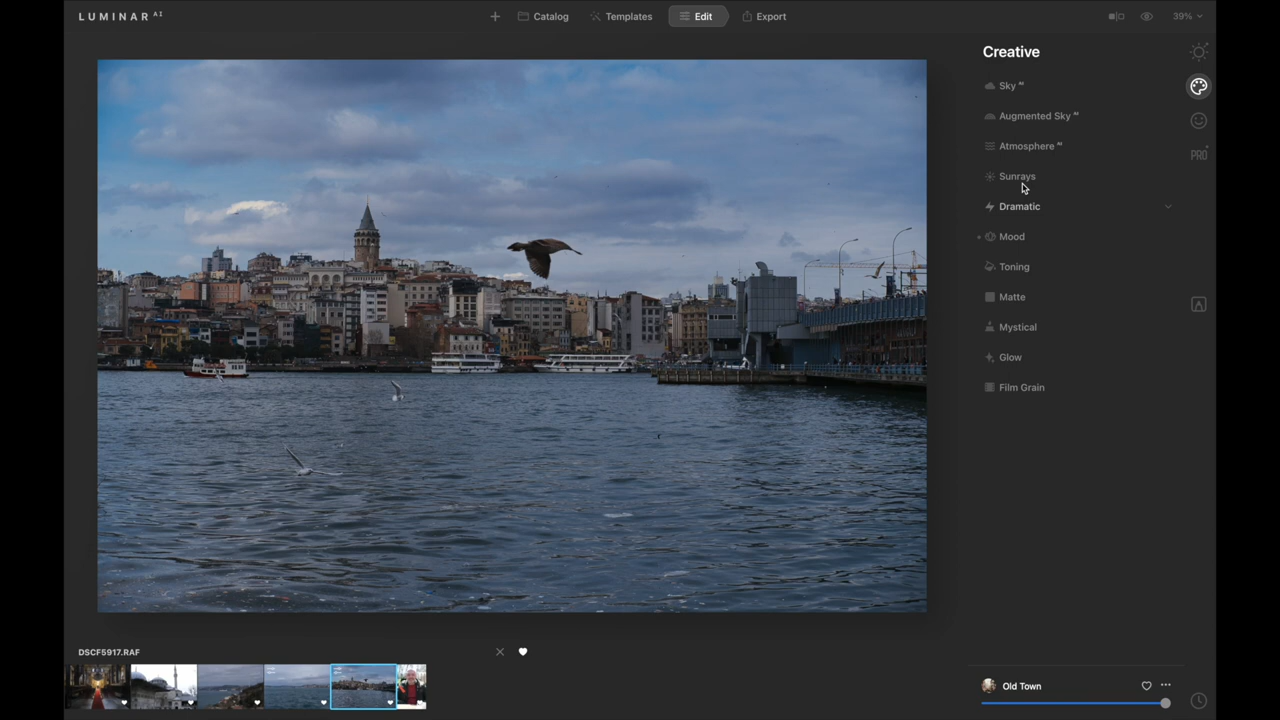 LUMINAR AI
Catalog
Templates
Edit
Export
39%
Creative
Sky AI
Augmented Sky AI
Atmosphere AI
Sunrays
Dramatic
Mood
Toning
Matte
Mystical
Glow
Film Grain
PRO
DSCF5917.RAF
Old Town